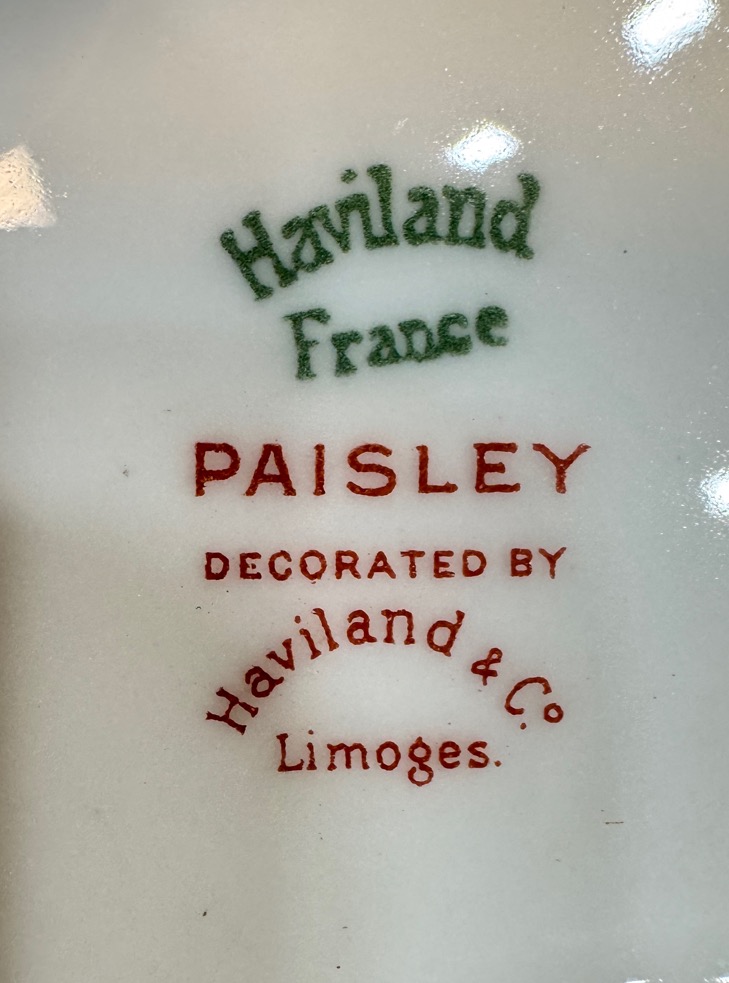 Haviland
France
PAISLEY
DECORATED BY
Haviland & Co.
Limoges.